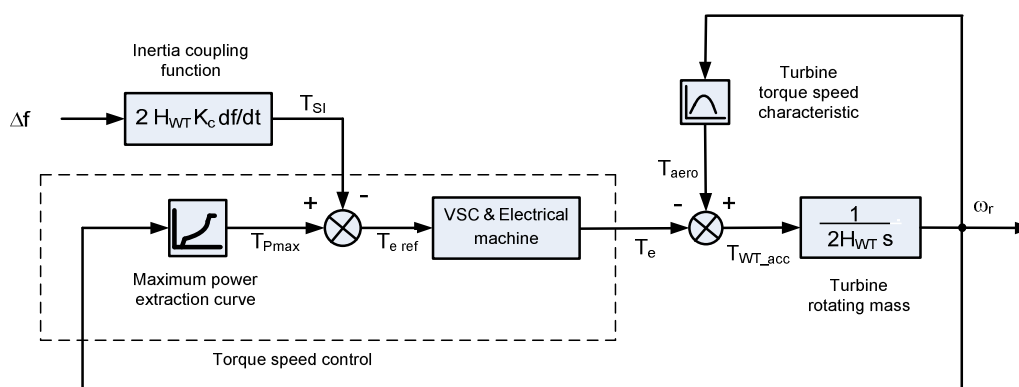 Inertia coupling
function
Δf
2 H_WT K_c df/dt
T_SI
Turbine
torque speed
characteristic
T_aero
+
-
-
+
T_Pmax
T_e ref
VSC & Electrical
machine
T_e
T_WT_acc
1
2H_WT s
ω_r
Maximum power
extraction curve
Turbine
rotating mass
Torque speed control